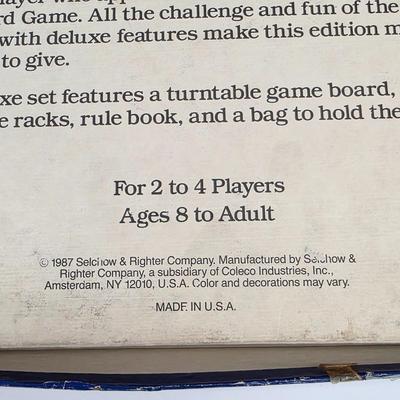 rd Game. All the challenge and fun of the
with deluxe features make this edition m
to give.
xe set features a turntable game board,
e racks, rule book, and a bag to hold the
For 2 to 4 Players
Ages 8 to Adult
© 1987 Selchow & Righter Company. Manufactured by Selchow &
Righter Company, a subsidiary of Coleco Industries, Inc.,
Amsterdam, NY 12010, U.S.A. Color and decorations may vary.
MADE IN U.S.A.